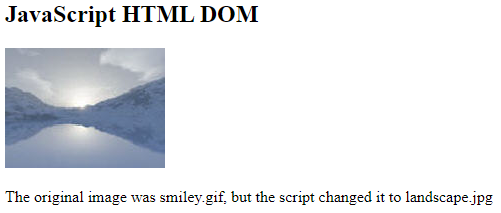 JavaScript HTML DOM
The original image was smiley.gif, but the script changed it to landscape.jpg